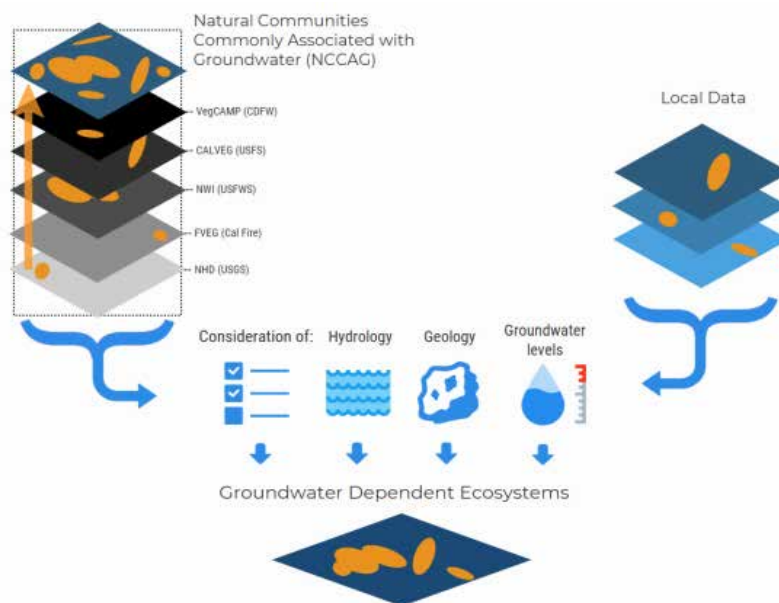 Natural Communities
Commonly Associated with
Groundwater (NCCAG)
VegCAMP (CDFW)
CALVEG (USFS)
NWI (USFWS)
FVEG (Cal Fire)
NHD (USGS)
Local Data
Consideration of:
Hydrology
Geology
Groundwater
levels
Groundwater Dependent Ecosystems